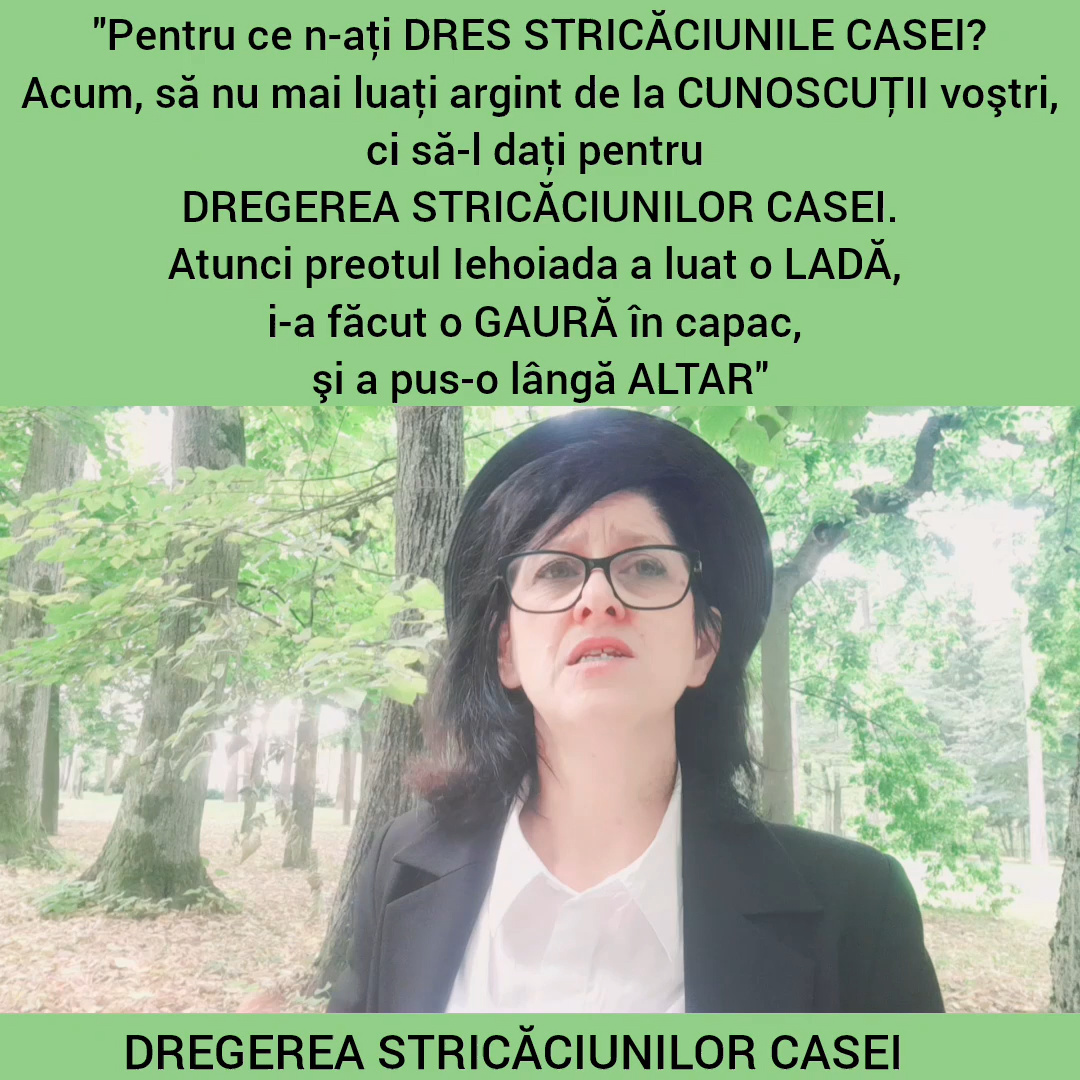 "Pentru ce n-ați DRES STRICĂCIUNILE CASEI?
Acum, să nu mai luați argint de la CUNOSCUȚII voştri,
ci să-l dați pentru
DREGEREA STRICĂCIUNILOR CASEI.
Atunci preotul Iehoiada a luat o LADĂ,
i-a făcut o GAURĂ în capac,
şi a pus-o lângă ALTAR"
DREGEREA STRICĂCIUNILOR CASEI